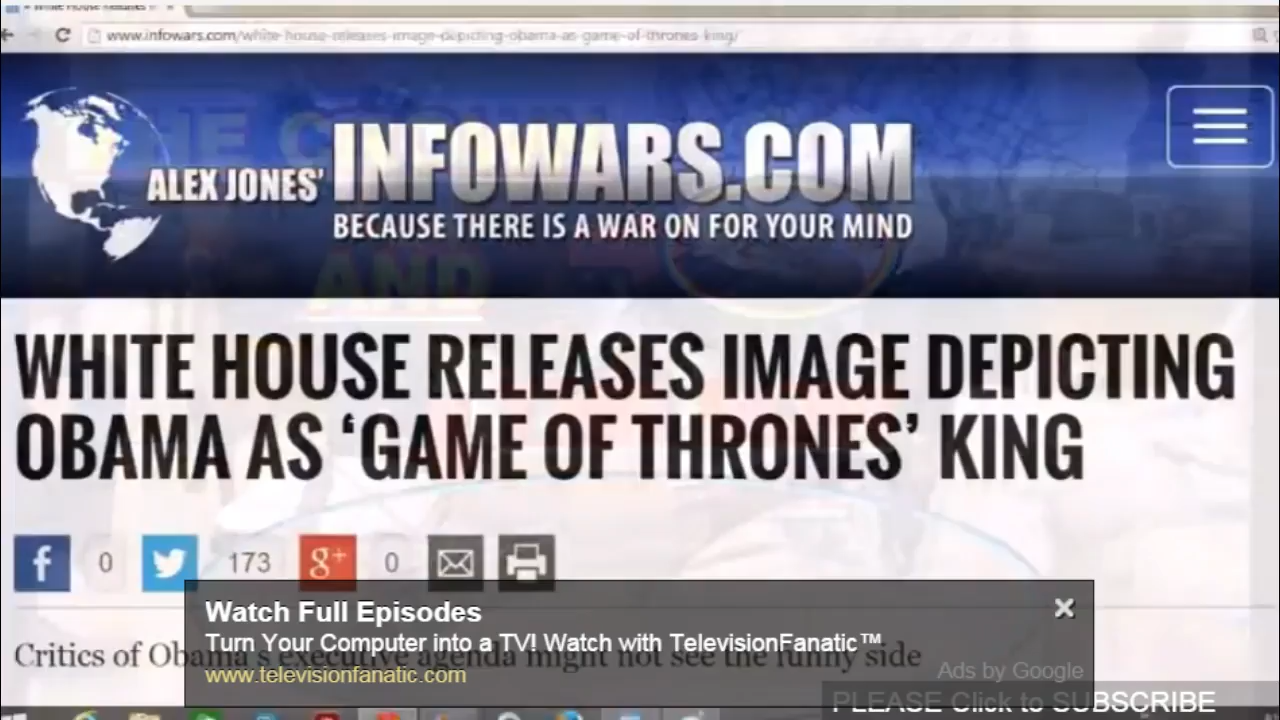 www.infowars.com/white-house-releases-image-depicting-obama-as-game-of-thrones-king/
ALEX JONES' INFOWARS.COM
BECAUSE THERE IS A WAR ON FOR YOUR MIND
AND
WHITE HOUSE RELEASES IMAGE DEPICTING
OBAMA AS ‘GAME OF THRONES’ KING
f 0 173 g+ 0
Watch Full Episodes
Turn Your Computer into a TV! Watch with TelevisionFanatic™
Critics of Obama's executive agenda might not see the funny side
www.televisionfanatic.com
Ads by Google
PLEASE Click to SUBSCRIBE